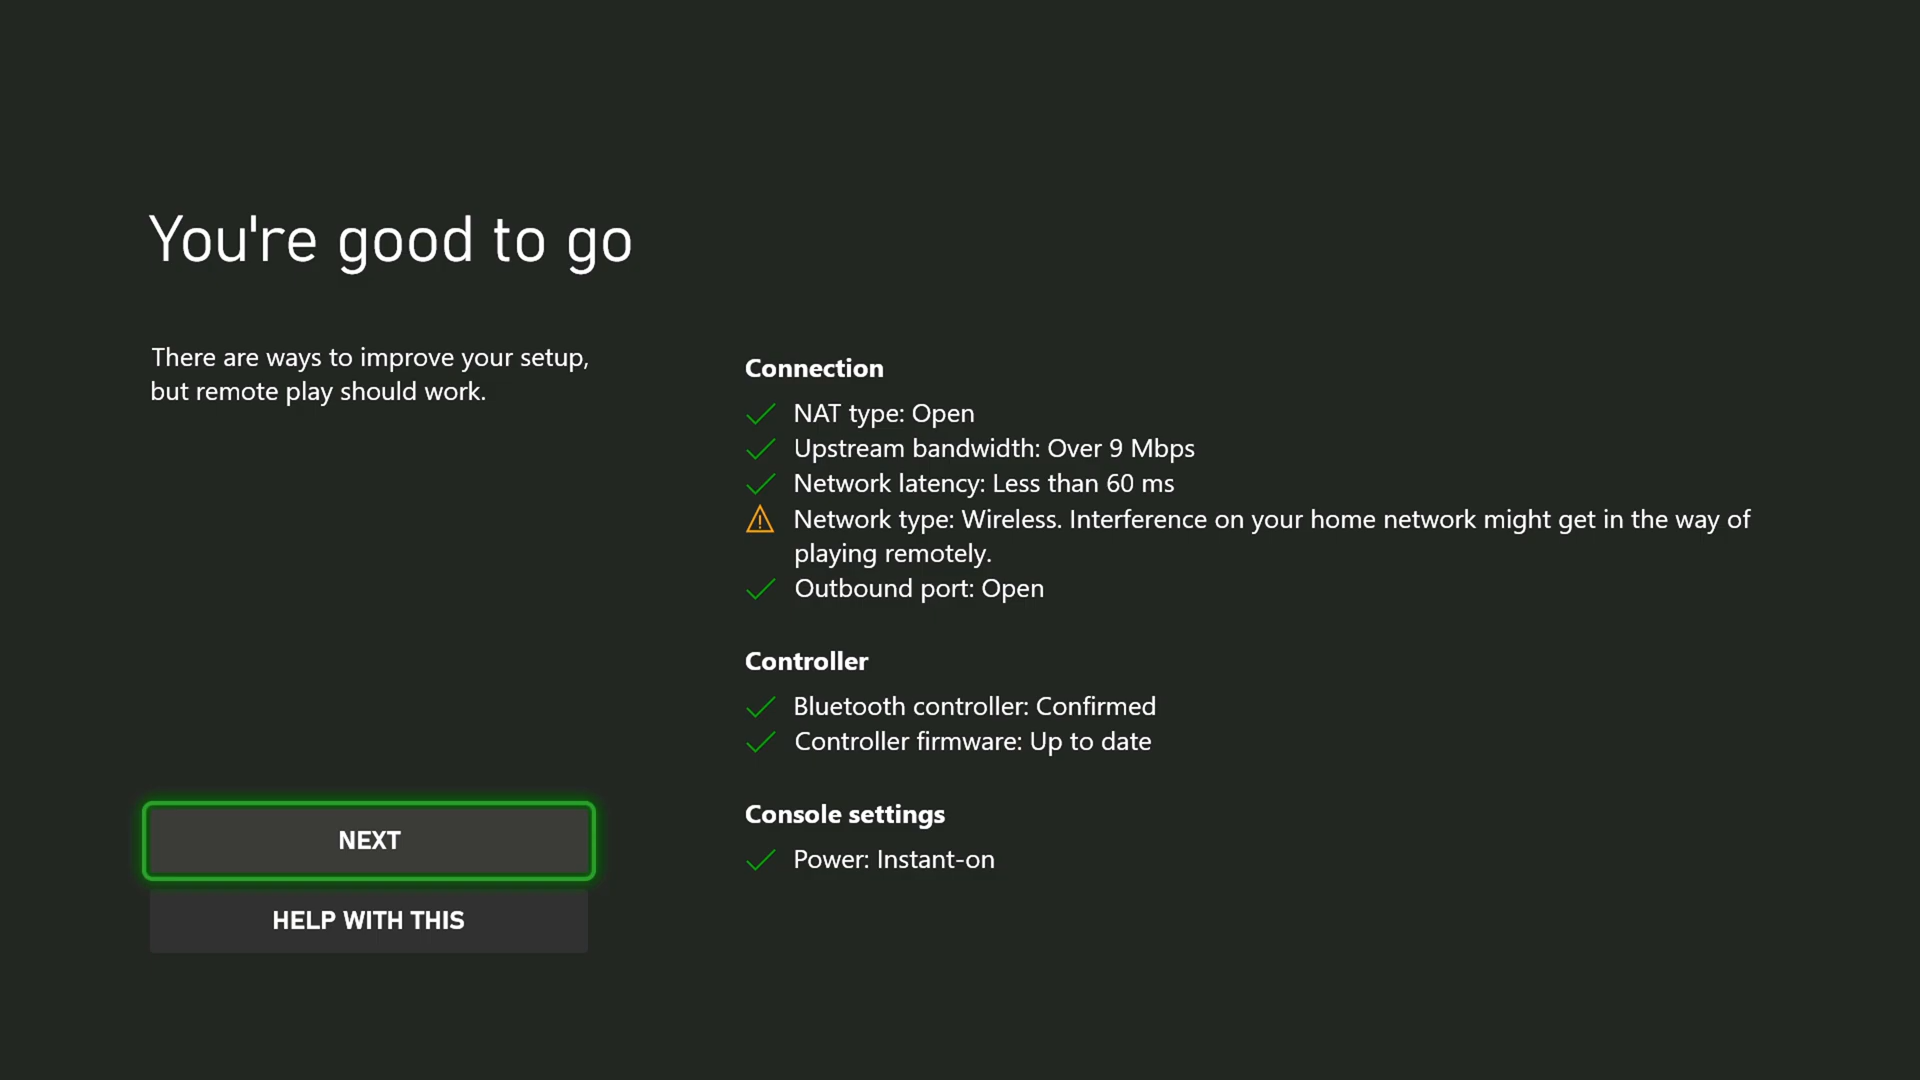 You're good to go
There are ways to improve your setup,
but remote play should work.
Connection
NAT type: Open
Upstream bandwidth: Over 9 Mbps
Network latency: Less than 60 ms
Network type: Wireless. Interference on your home network might get in the way of
playing remotely.
Outbound port: Open
Controller
Bluetooth controller: Confirmed
Controller firmware: Up to date
Console settings
Power: Instant-on
NEXT
HELP WITH THIS